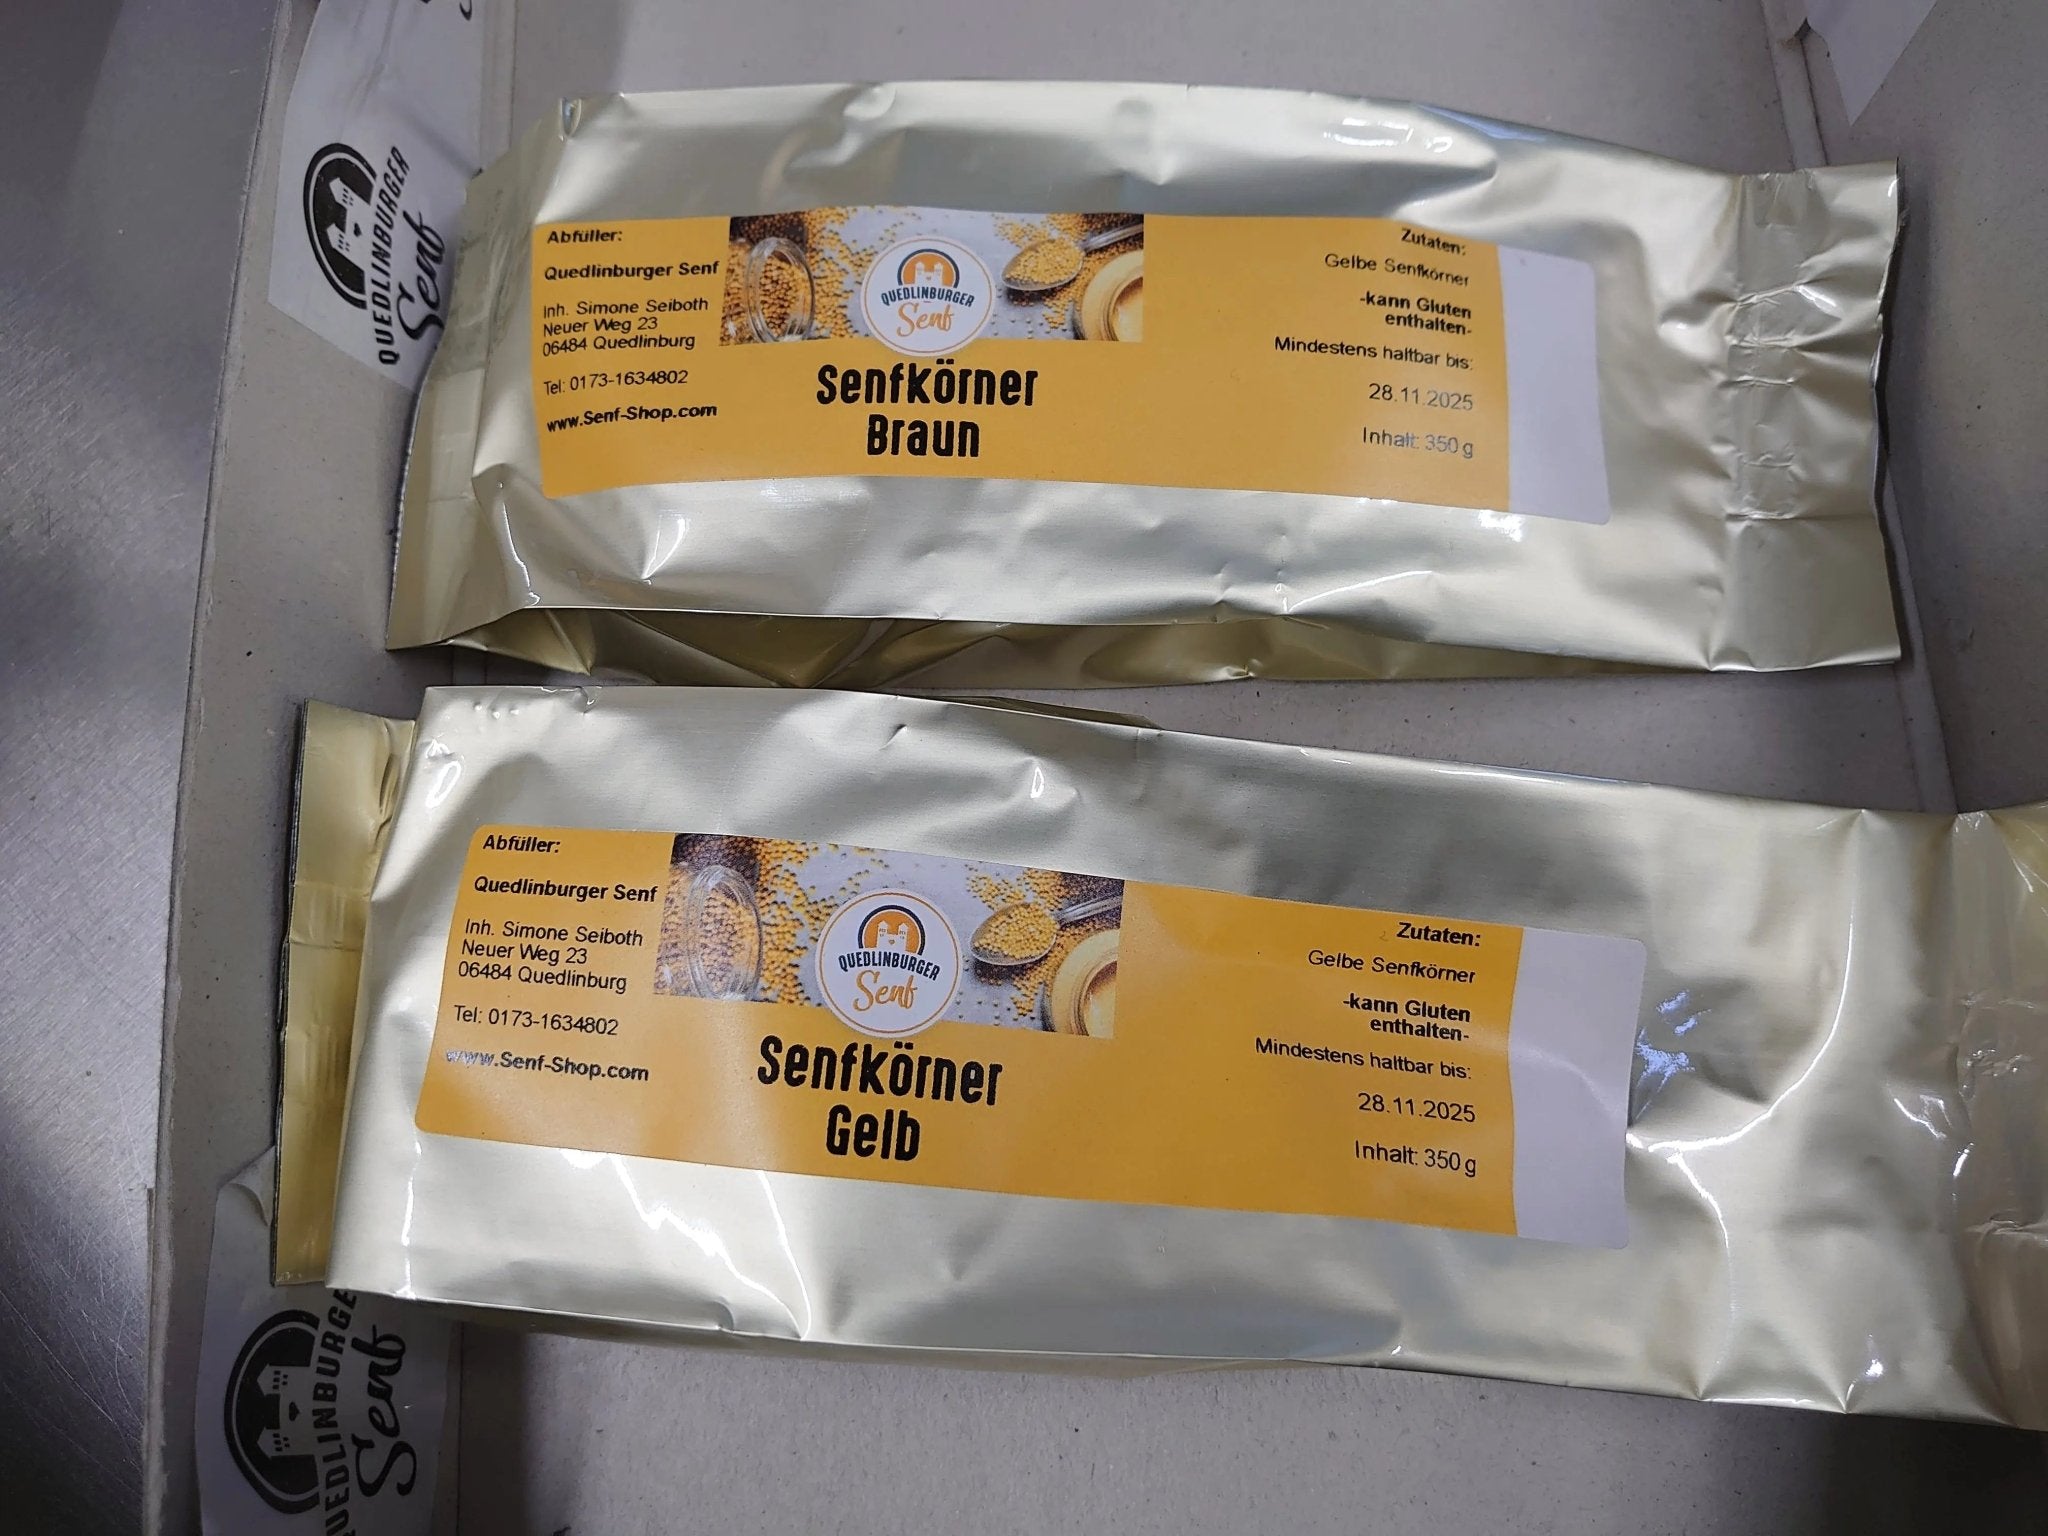 QUEDLINBURGER
Senf
Abfüller:
Quedlinburger Senf
Inh. Simone Seiboth
Neuer Weg 23
06484 Quedlinburg
Tel: 0173-1634802
www.Senf-Shop.com
QUEDLINBURGER
Senf
Senfkörner
Braun
Zutaten:
Gelbe Senfkörner
-kann Gluten
enthalten-
Mindestens haltbar bis:
28.11.2025
Inhalt: 350 g
Abfüller:
Quedlinburger Senf
Inh. Simone Seiboth
Neuer Weg 23
06484 Quedlinburg
Tel: 0173-1634802
www.Senf-Shop.com
QUEDLINBURGER
Senf
Senfkörner
Gelb
Zutaten:
Gelbe Senfkörner
-kann Gluten
enthalten-
Mindestens haltbar bis:
28.11.2025
Inhalt: 350 g
QUEDLINBURGER
Senf